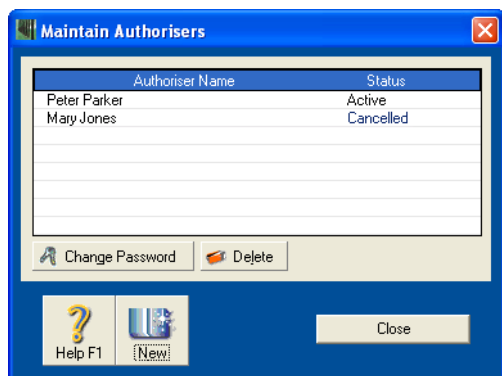 Maintain Authorisers
Authoriser Name Status
Peter Parker Active
Mary Jones Cancelled
Change Password Delete
Help F1 New Close